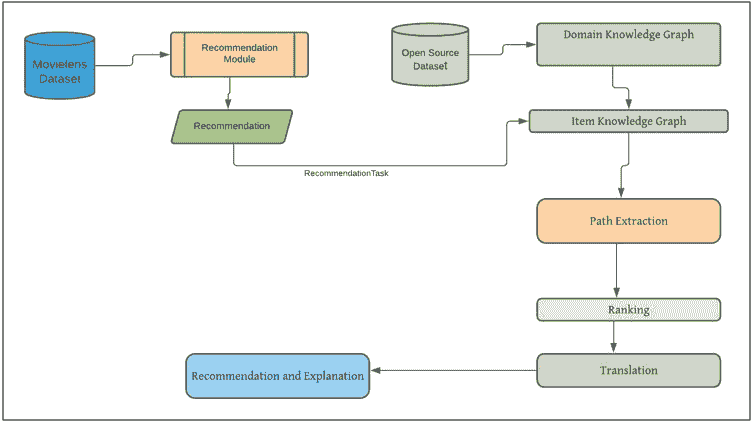 Movielens
Dataset
Recommendation
Module
Open Source
Dataset
Domain Knowledge Graph
Recommendation
Item Knowledge Graph
RecommendationTask
Path Extraction
Ranking
Recommendation and Explanation
Translation